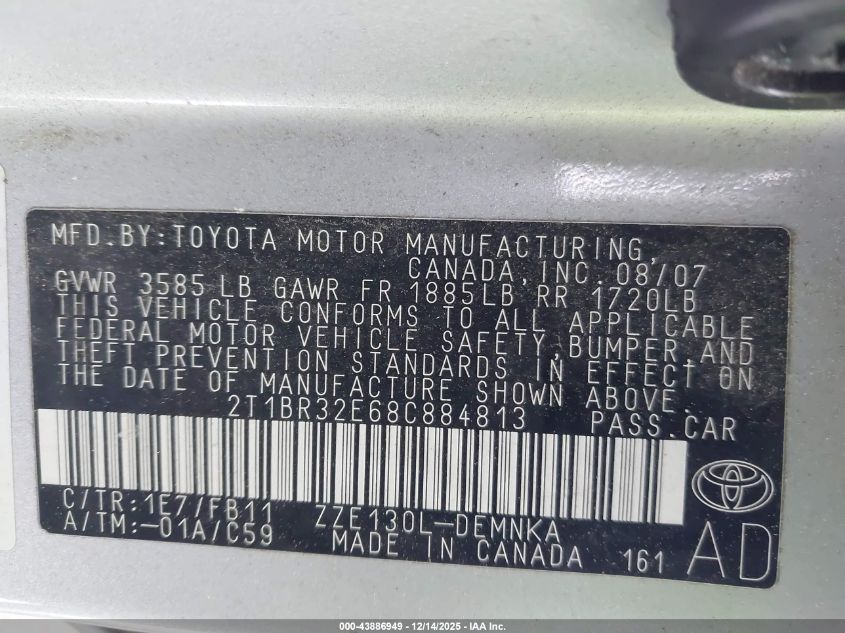 MFD.BY:TOYOTA MOTOR MANUFACTURING,
CANADA,INC. 08/07
GVWR 3585 LB GAWR FR 1885LB RR 1720LB
THIS VEHICLE CONFORMS TO ALL APPLICABLE
FEDERAL MOTOR VEHICLE SAFETY,BUMPER,AND
THEFT PREVENTION STANDARDS IN EFFECT ON
THE DATE OF MANUFACTURE SHOWN ABOVE.
2T1BR32E68C884813 PASS.CAR
C/TR:1E7/FB11 ZZE130L-DEMNKA
A/TM:-01A/C59 MADE IN CANADA 161 AD
000-43886949 - 12/14/2025 - IAA Inc.